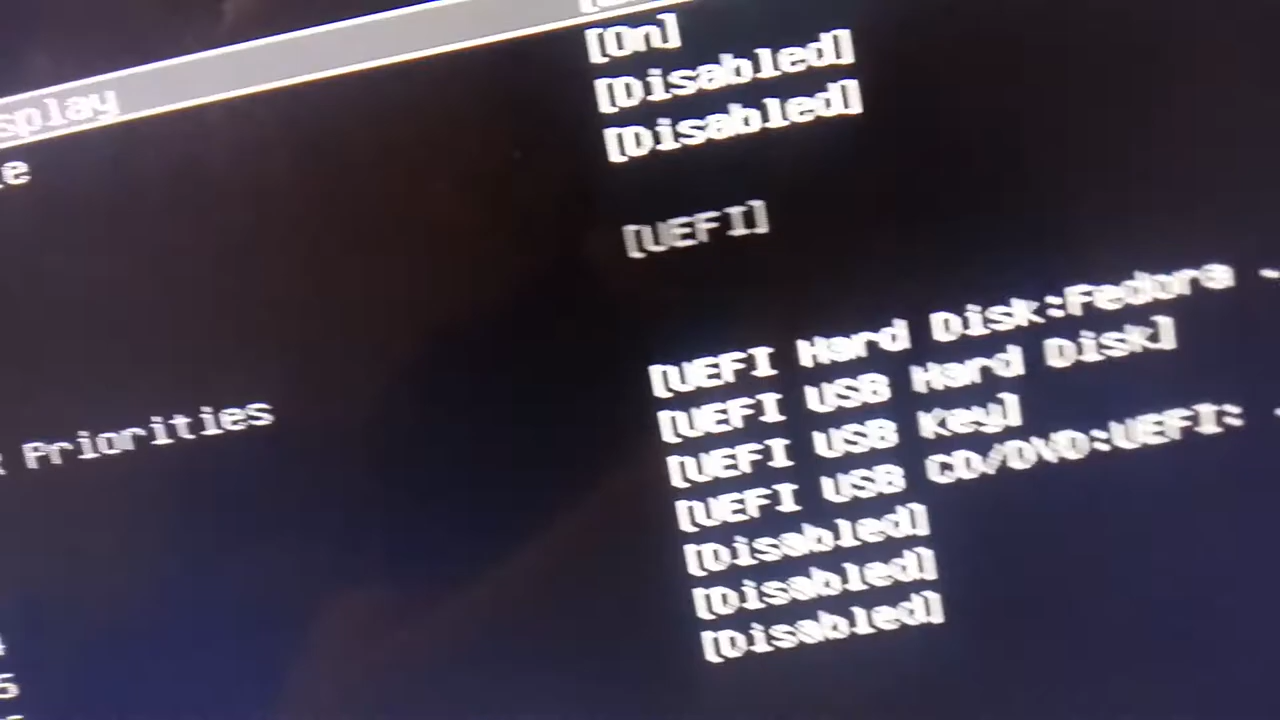 [On]
splay [Disabled]
e [Disabled]
[UEFI]
Priorities
[UEFI Hard Disk:Fedora
[UEFI USB Hard Disk]
[UEFI USB Key]
[UEFI USB CD/DVD:UEFI:
[Disabled]
[Disabled]
[Disabled]
5